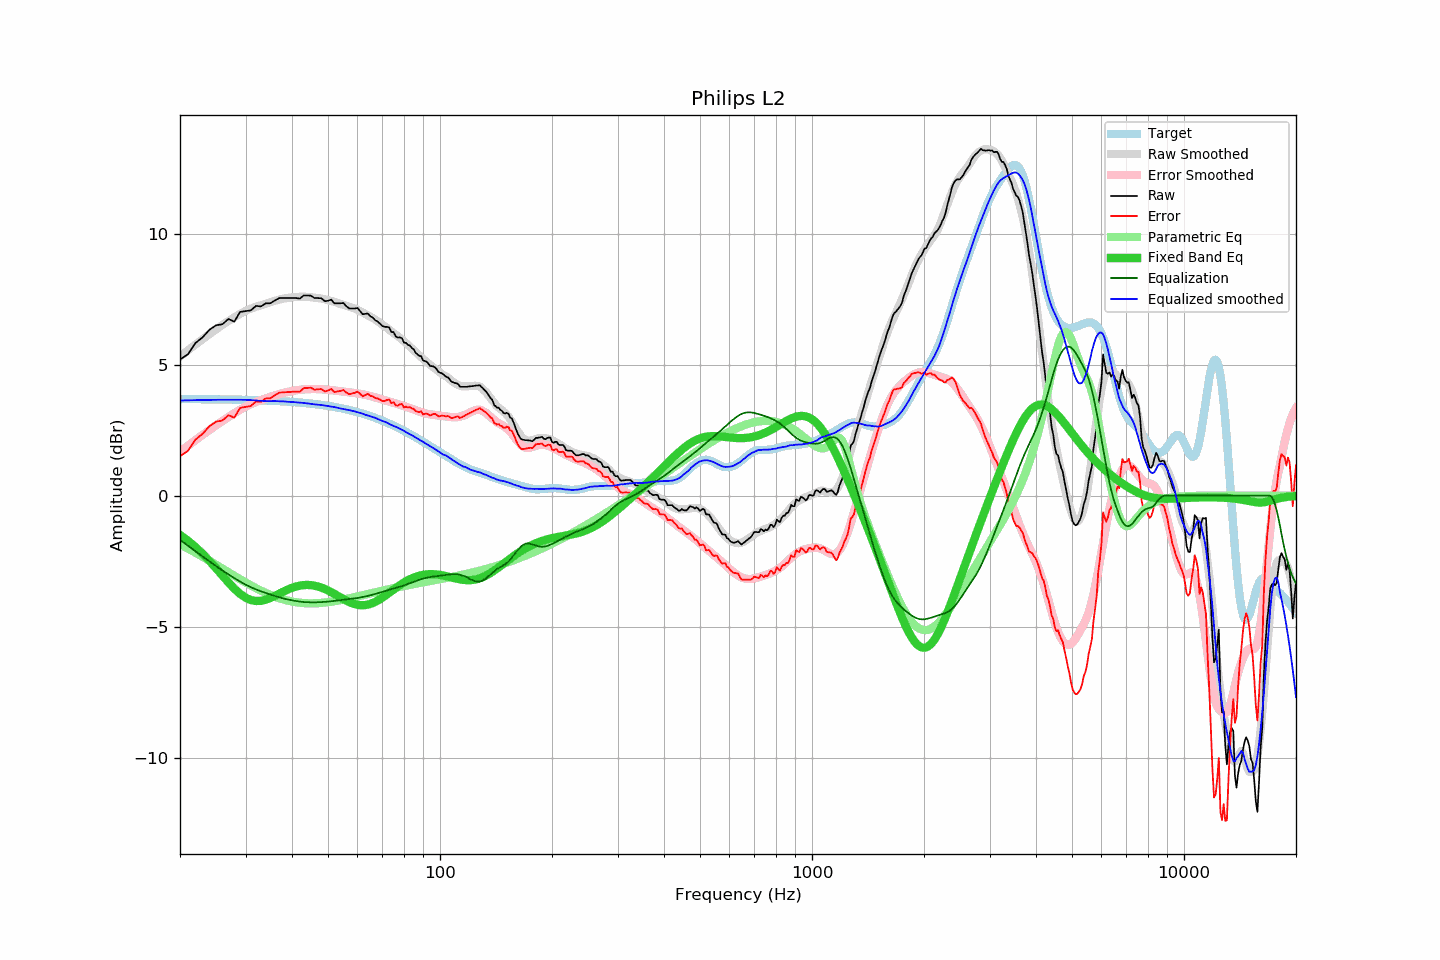 Philips L2
Target
Raw Smoothed
Error Smoothed
Raw
Error
Parametric Eq
Fixed Band Eq
Equalization
Equalized smoothed
10
5
0
−5
−10
Amplitude (dBr)
100
1000
10000
Frequency (Hz)